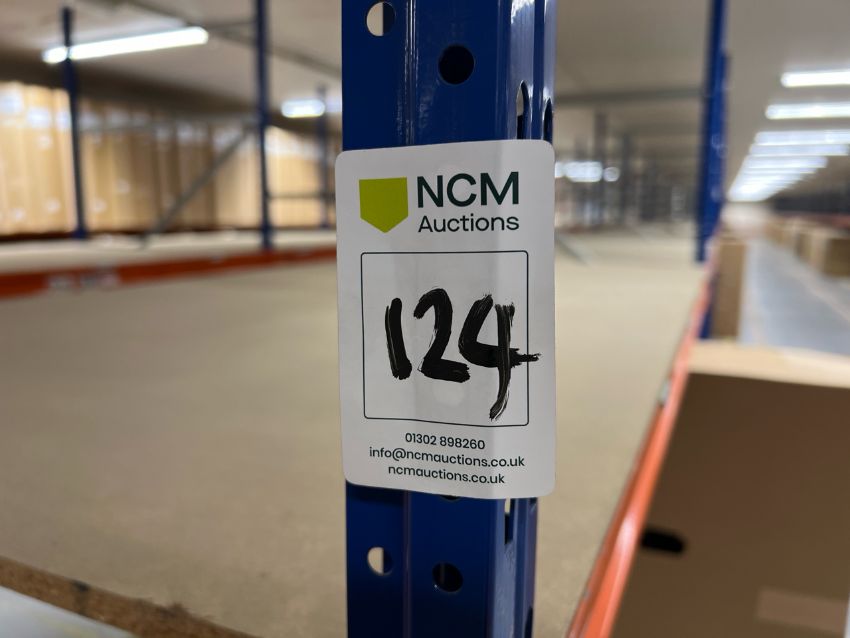 NCM
Auctions
124
01302 898260
info@ncmauctions.co.uk
ncmauctions.co.uk